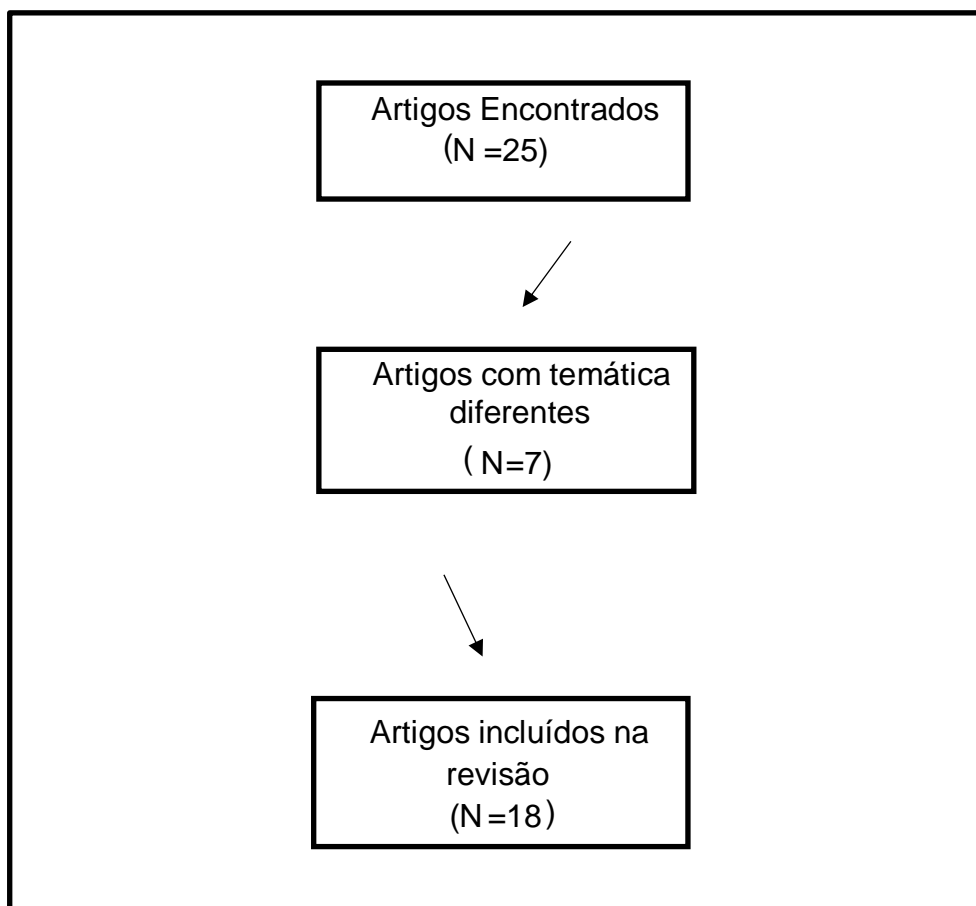 Artigos Encontrados
(N =25)
Artigos com temática
diferentes
( N=7)
Artigos incluídos na
revisão
(N =18)